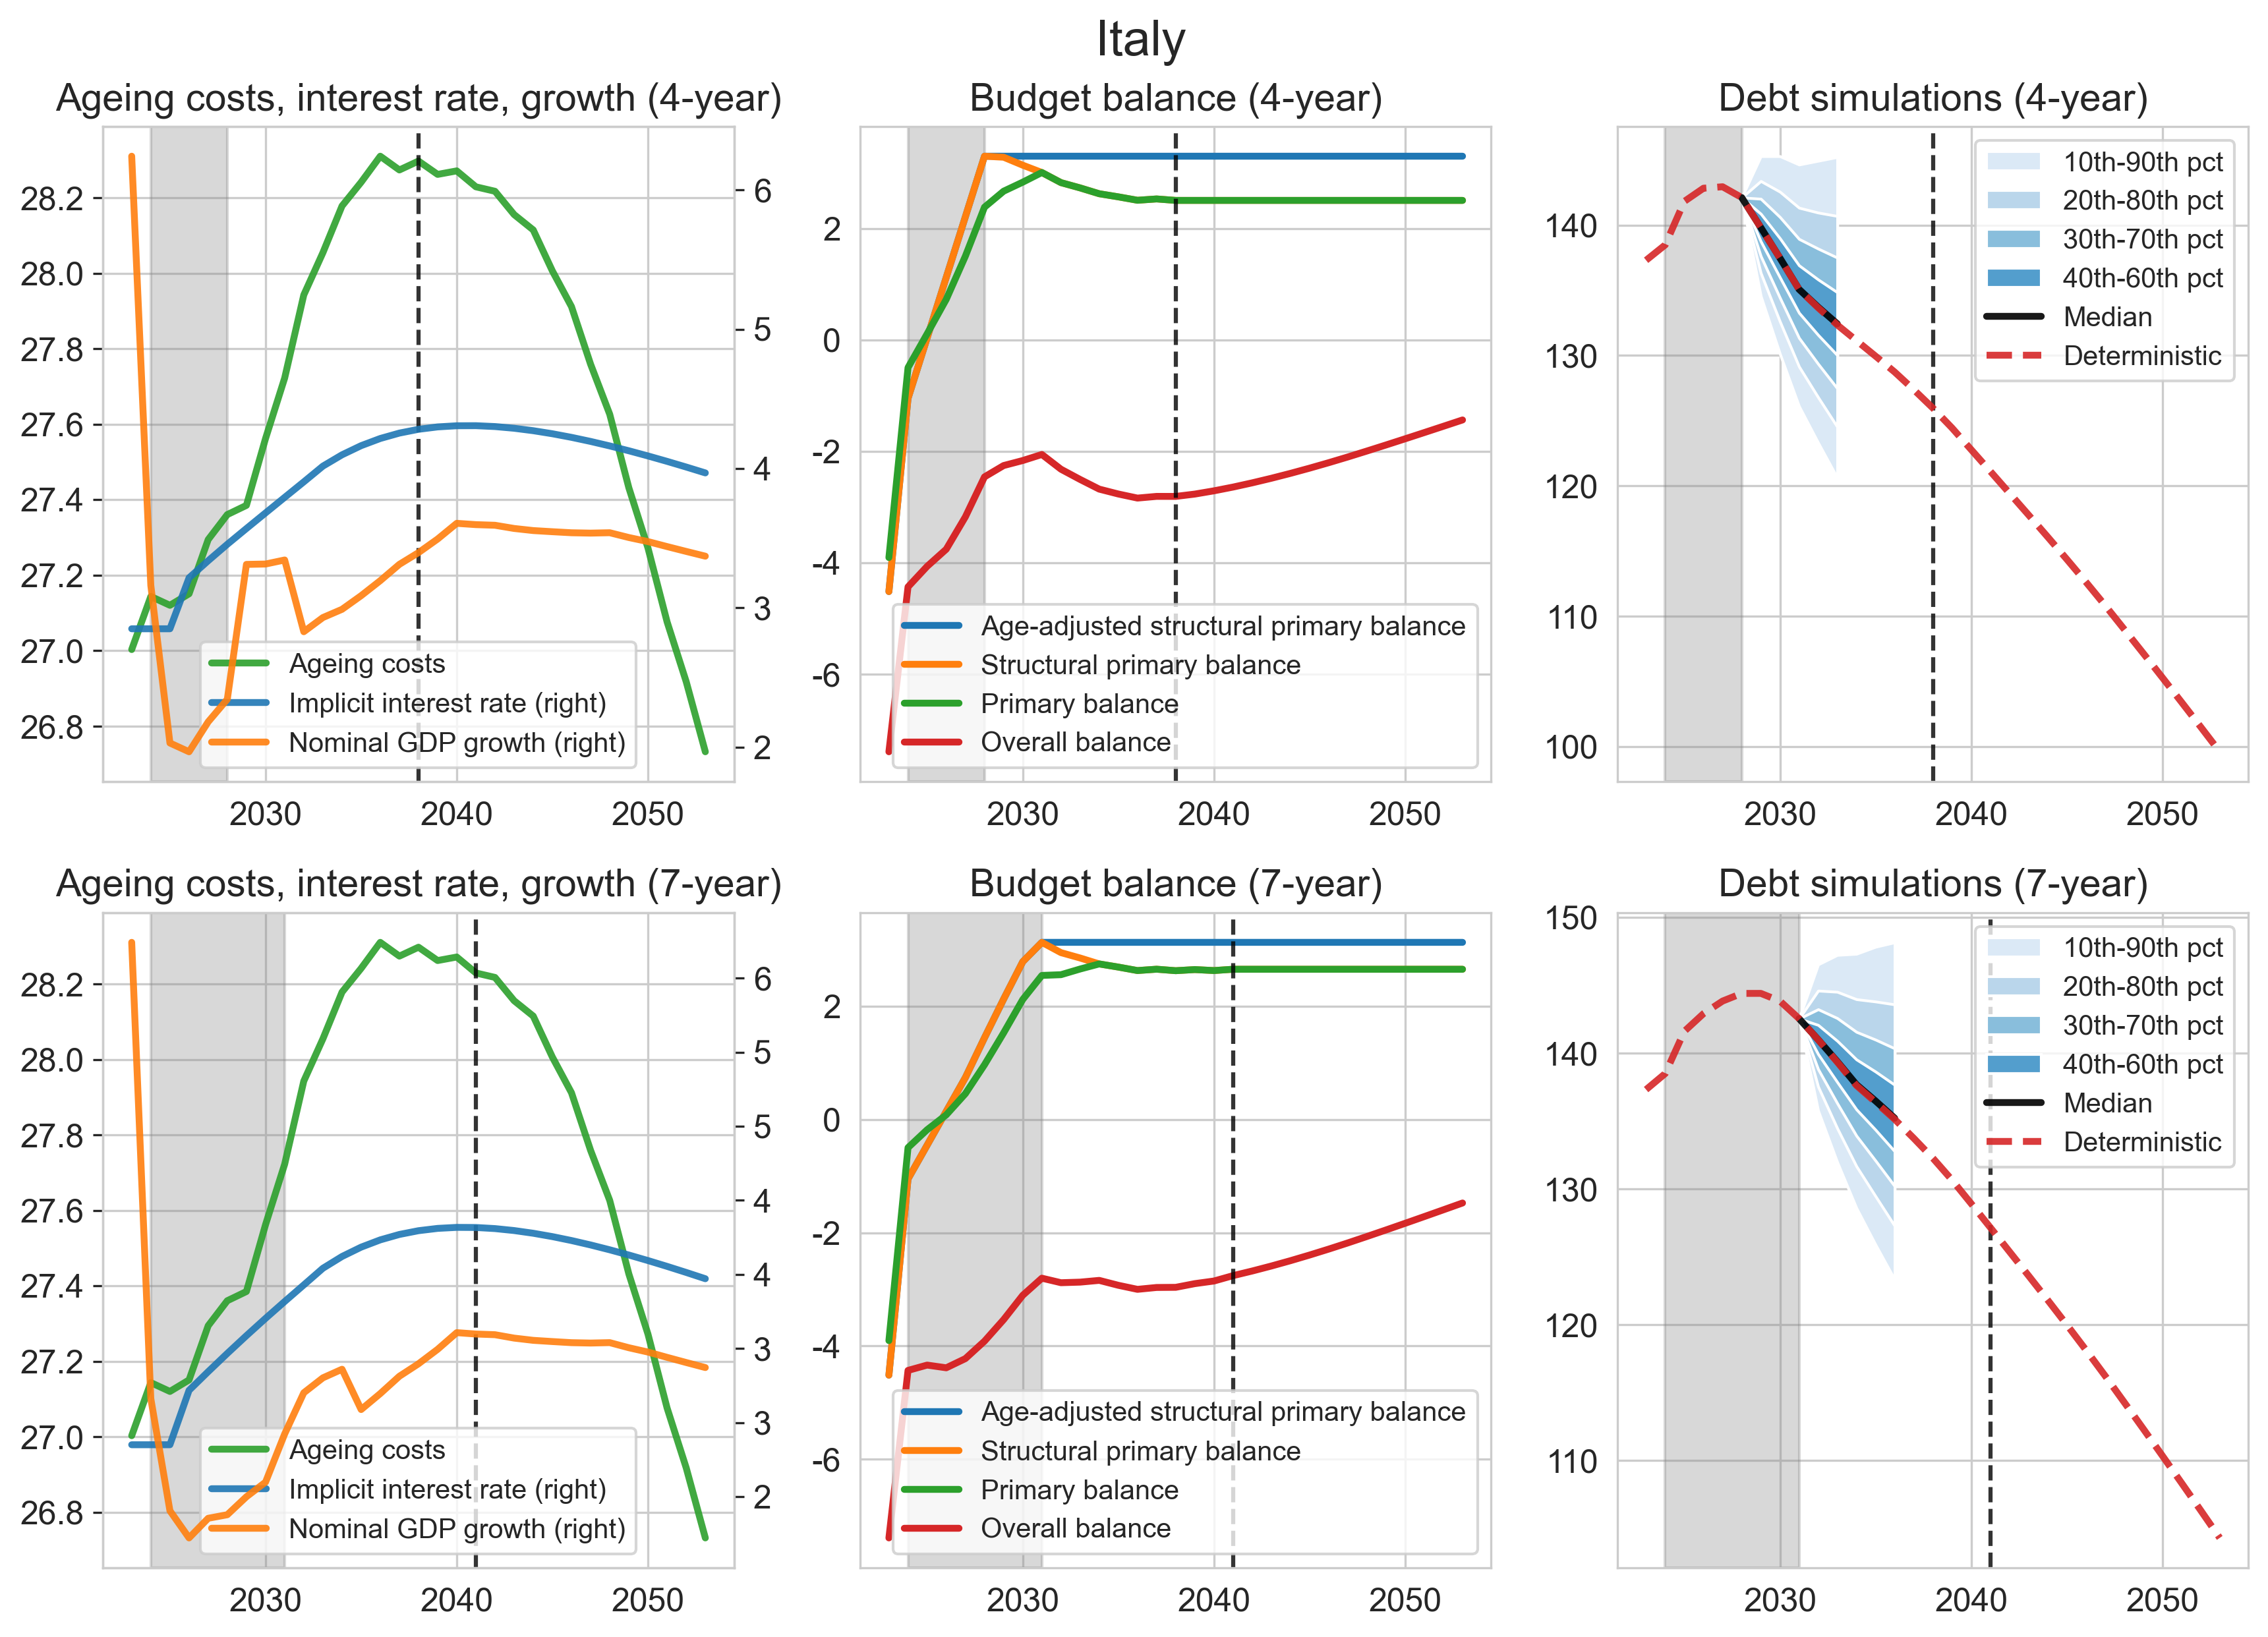 Italy
Ageing costs, interest rate, growth (4-year)
28.2
28.0
27.8
27.6
27.4
27.2
27.0
26.8
6
5
4
3
2
2030 2040 2050
Ageing costs
Implicit interest rate (right)
Nominal GDP growth (right)
Budget balance (4-year)
2
0
-2
-4
-6
2030 2040 2050
Age-adjusted structural primary balance
Structural primary balance
Primary balance
Overall balance
Debt simulations (4-year)
140
130
120
110
100
2030 2040 2050
10th-90th pct
20th-80th pct
30th-70th pct
40th-60th pct
Median
Deterministic
Ageing costs, interest rate, growth (7-year)
28.2
28.0
27.8
27.6
27.4
27.2
27.0
26.8
6
5
5
4
4
3
3
2
2030 2040 2050
Ageing costs
Implicit interest rate (right)
Nominal GDP growth (right)
Budget balance (7-year)
2
0
-2
-4
-6
2030 2040 2050
Age-adjusted structural primary balance
Structural primary balance
Primary balance
Overall balance
Debt simulations (7-year)
150
140
130
120
110
2030 2040 2050
10th-90th pct
20th-80th pct
30th-70th pct
40th-60th pct
Median
Deterministic